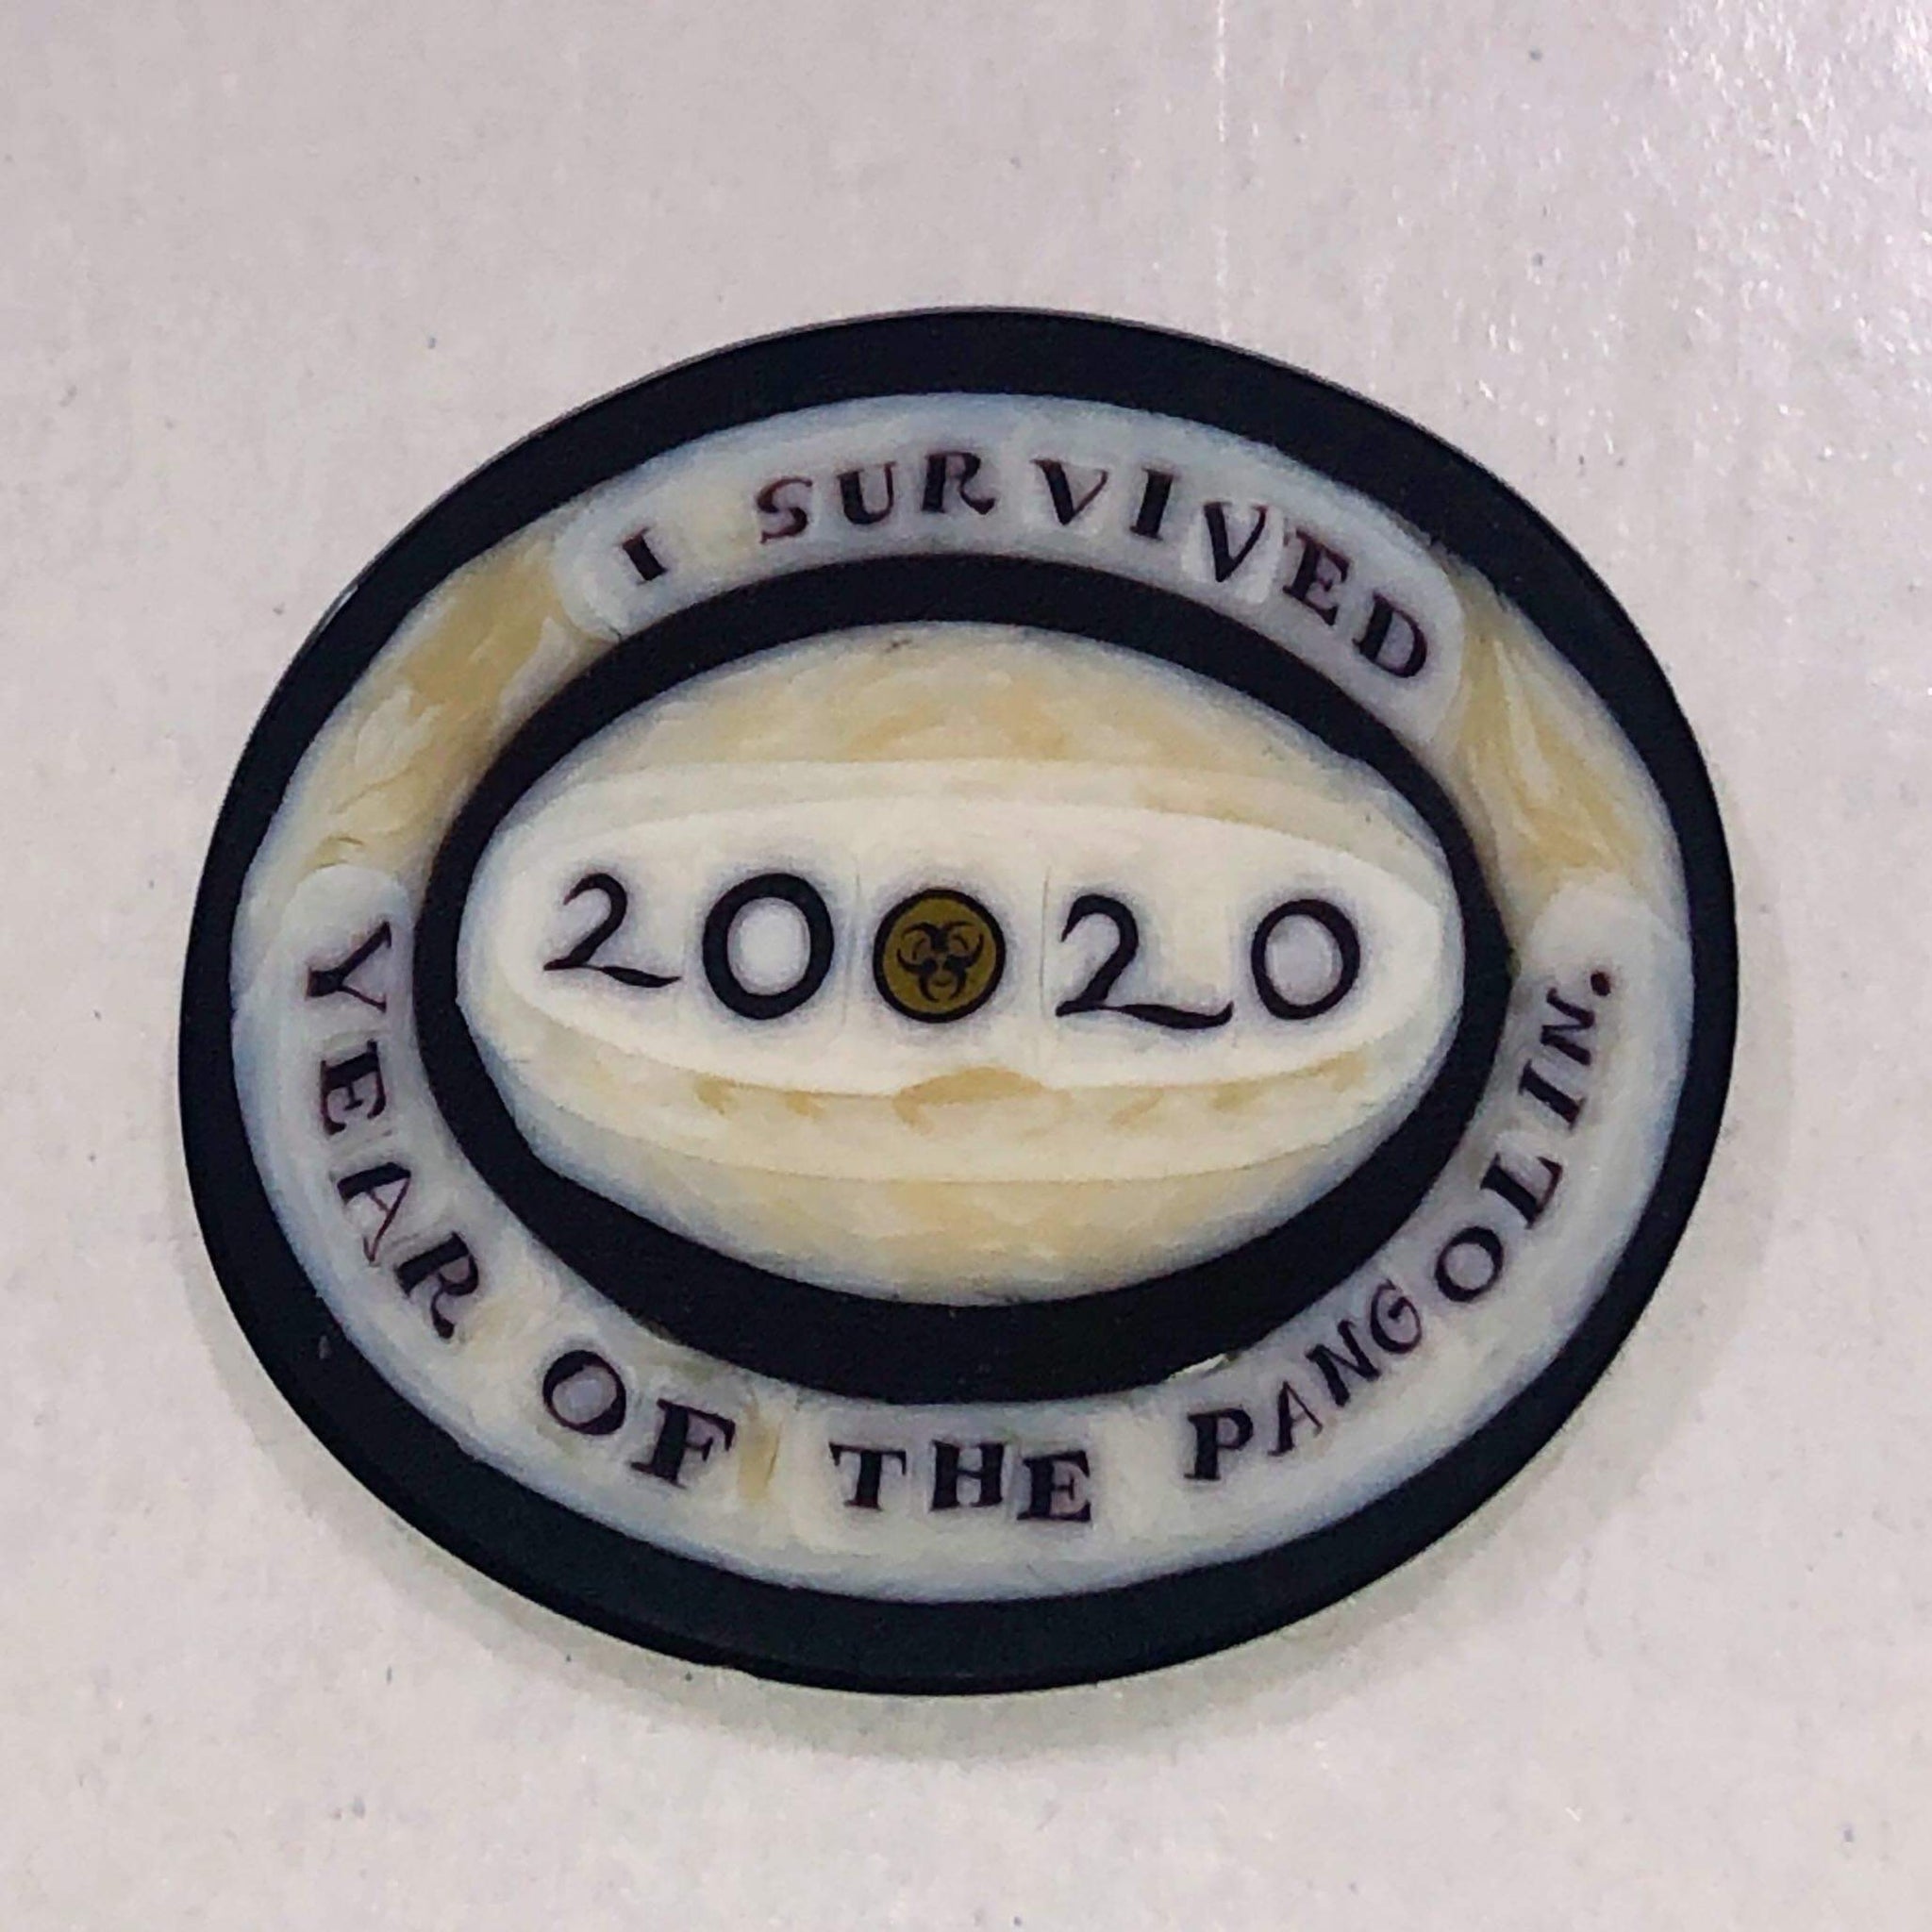 I SURVIVED
20 20
YEAR OF THE PANGOLIN.